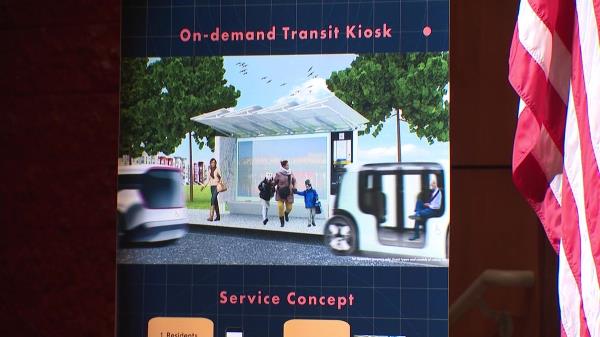 On-demand Transit Kiosk
Service Concept
1. Residents